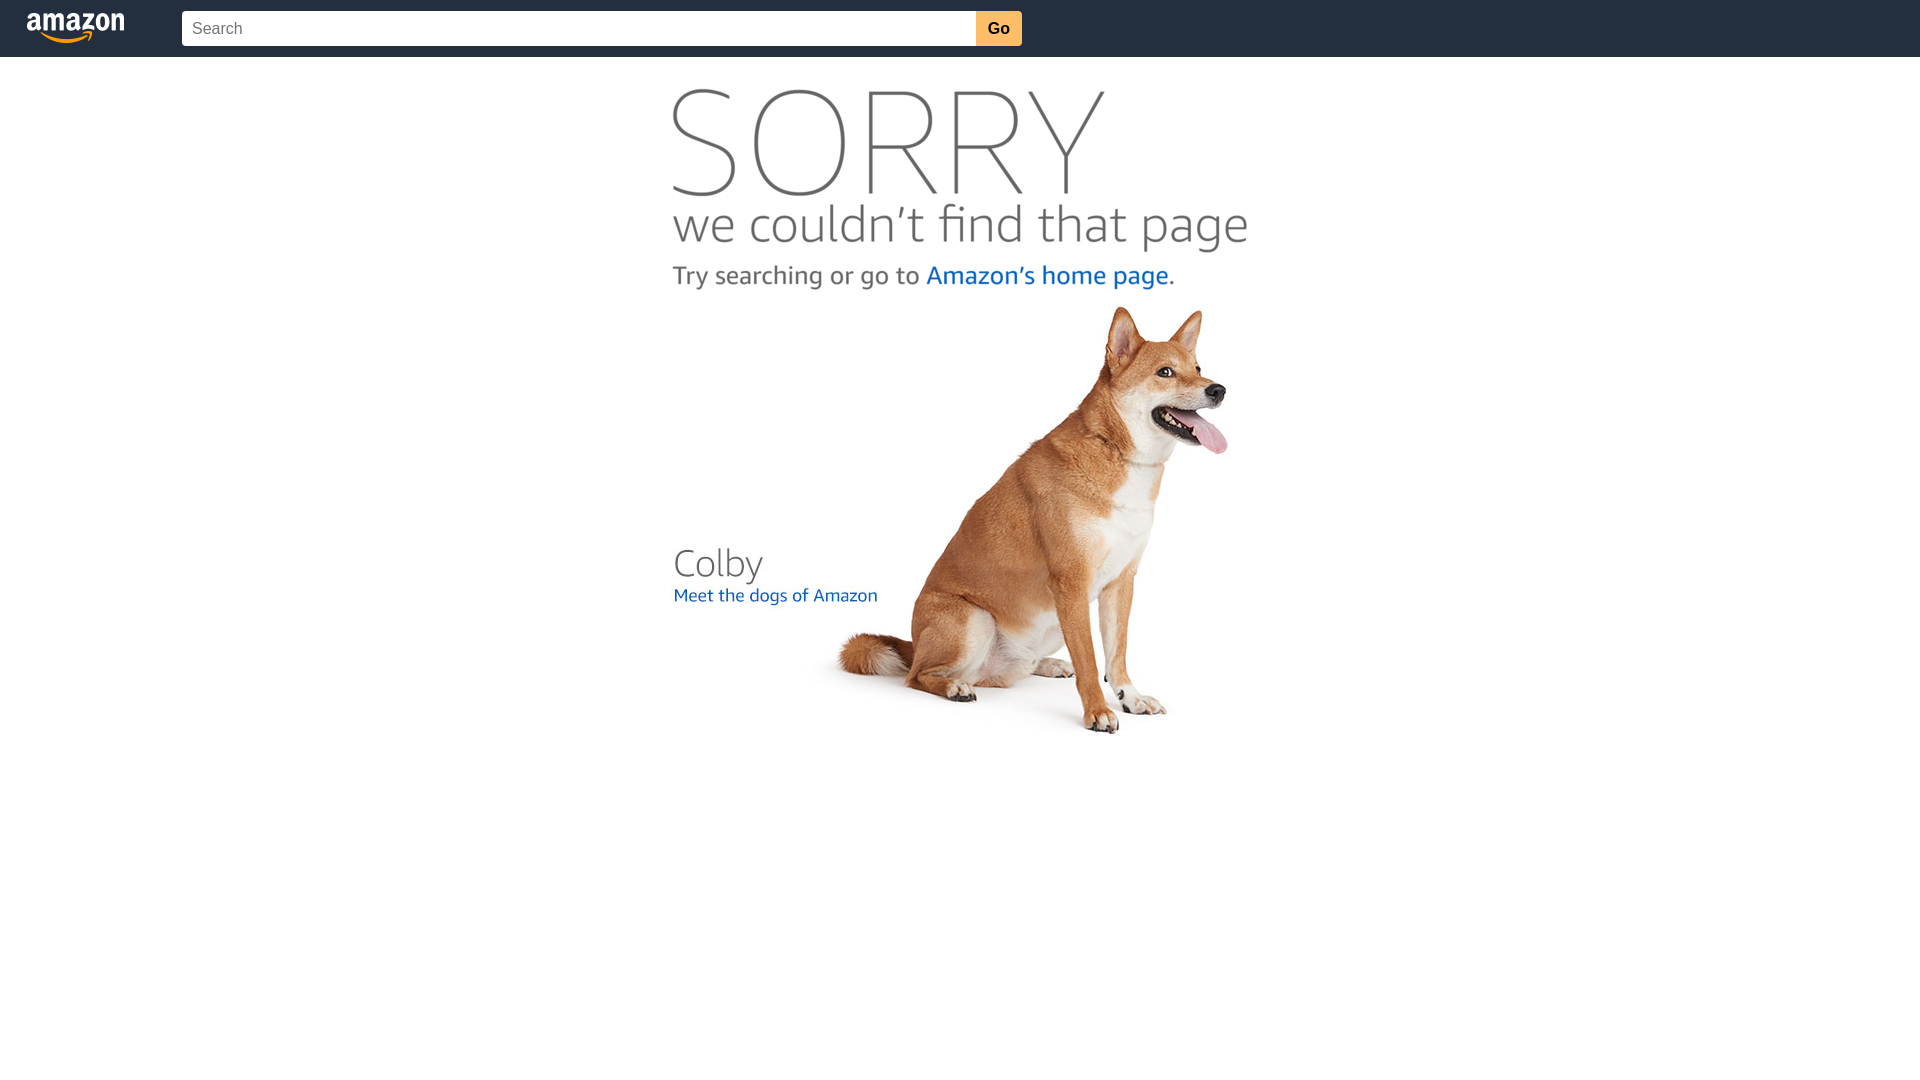 amazon
Search
Go
SORRY
we couldn't find that page
Try searching or go to Amazon's home page.
Colby
Meet the dogs of Amazon